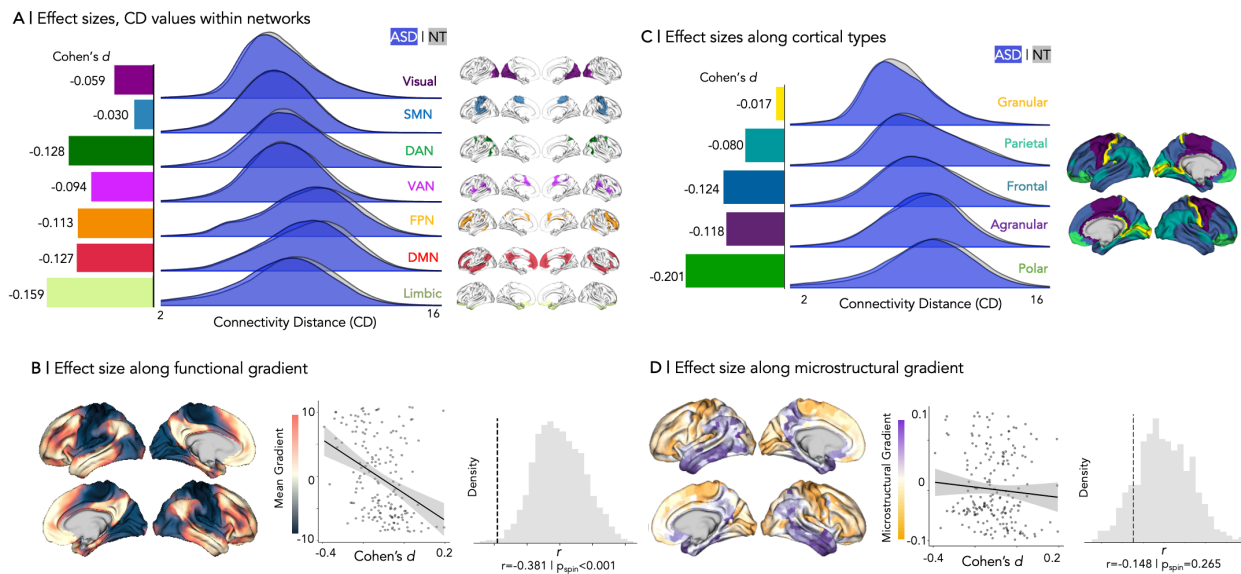 A | Effect sizes, CD values within networks
ASD | NT
Cohen's d
-0.059
-0.030
-0.128
-0.094
-0.113
-0.127
-0.159
Visual
SMN
DAN
VAN
FPN
DMN
Limbic
2
16
Connectivity Distance (CD)
C | Effect sizes along cortical types
ASD | NT
Cohen's d
-0.017
-0.080
-0.124
-0.118
-0.201
Granular
Parietal
Frontal
Agranular
Polar
2
16
Connectivity Distance (CD)
B | Effect size along functional gradient
Mean Gradient
10
0
-10
-0.4
0.2
Cohen's d
Density
r
r=-0.381 | pspin<0.001
D | Effect size along microstructural gradient
Microstructural Gradient
0.1
0
-0.1
-0.4
0.2
Cohen's d
Density
r
r=-0.148 | pspin=0.265